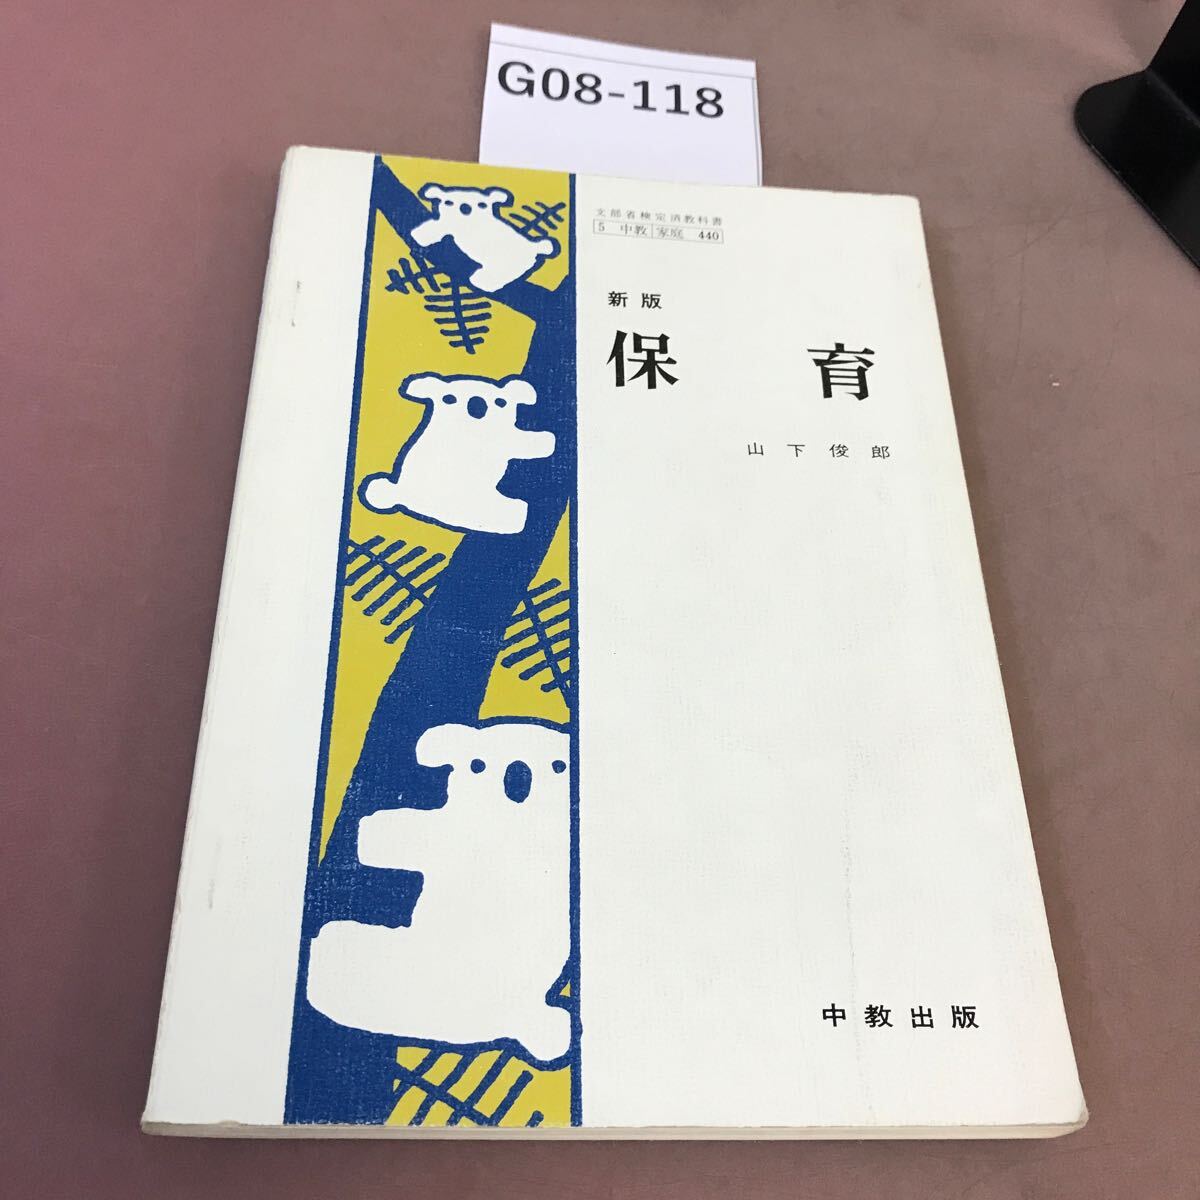 G08-118
文部省検定済教科書
5 中教 家庭 440
新版
保育
山下俊郎
中教出版